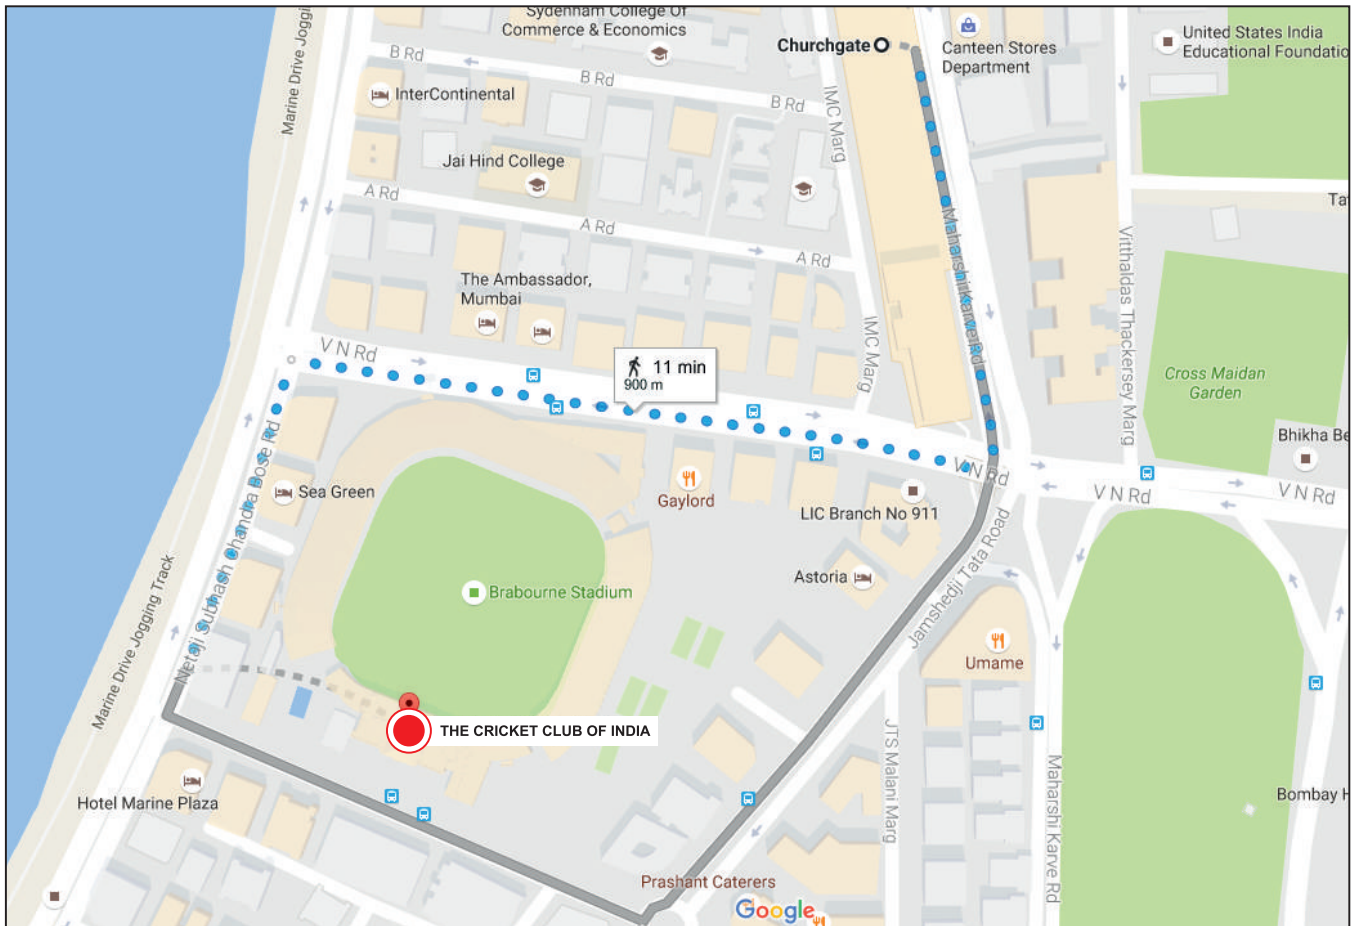 Sydenham College Of
Commerce & Economics
Churchgate
Canteen Stores
Department
United States India
Educational Foundatio
Marine Drive Joggi
B Rd
B Rd
B Rd
InterContinental
IMC Marg
Jai Hind College
A Rd
A Rd
A Rd
Ta
Maharshi Karve Rd
Vitthaldas Thackersey Marg
The Ambassador,
Mumbai
IMC Marg
V N Rd
11 min
900 m
Cross Maidan
Garden
Bhikha Be
V N Rd
V N Rd
V N Rd
Sea Green
Gaylord
LIC Branch No 911
Netaji Subhash Chandra Bose Rd
Marine Drive Jogging Track
Brabourne Stadium
Astoria
Jamshedji Tata Road
Umame
THE CRICKET CLUB OF INDIA
JTS Malani Marg
Maharshi Karve Rd
Hotel Marine Plaza
Bombay H
Prashant Caterers
Google